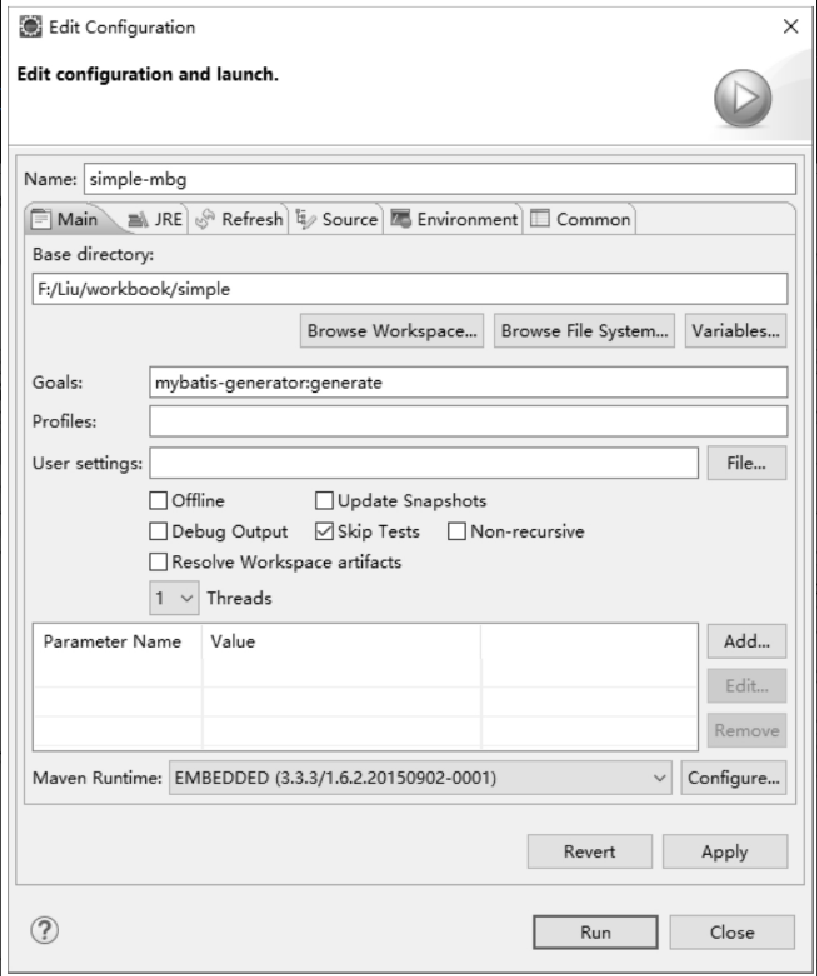 Edit Configuration
Edit configuration and launch.
Name: simple-mbg
Main JRE Refresh Source Environment Common
Base directory:
F:/Liu/workbook/simple
Browse Workspace... Browse File System... Variables...
Goals: mybatis-generator:generate
Profiles:
User settings: File...
Offline Update Snapshots
Debug Output Skip Tests Non-recursive
Resolve Workspace artifacts
1 Threads
Parameter Name Value Add...
Edit...
Remove
Maven Runtime: EMBEDDED (3.3.3/1.6.2.20150902-0001) Configure...
Revert Apply
? Run Close